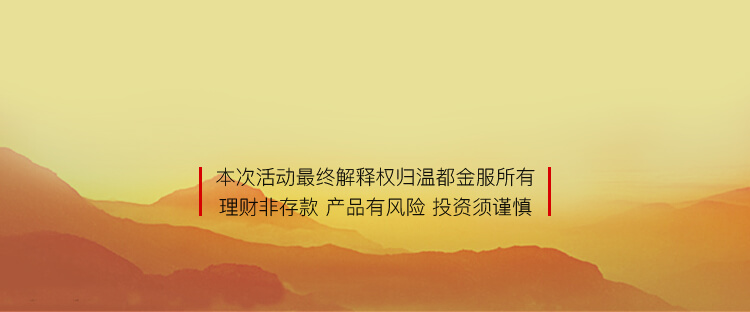 本次活动最终解释权归温都金服所有
理财非存款 产品有风险 投资须谨慎